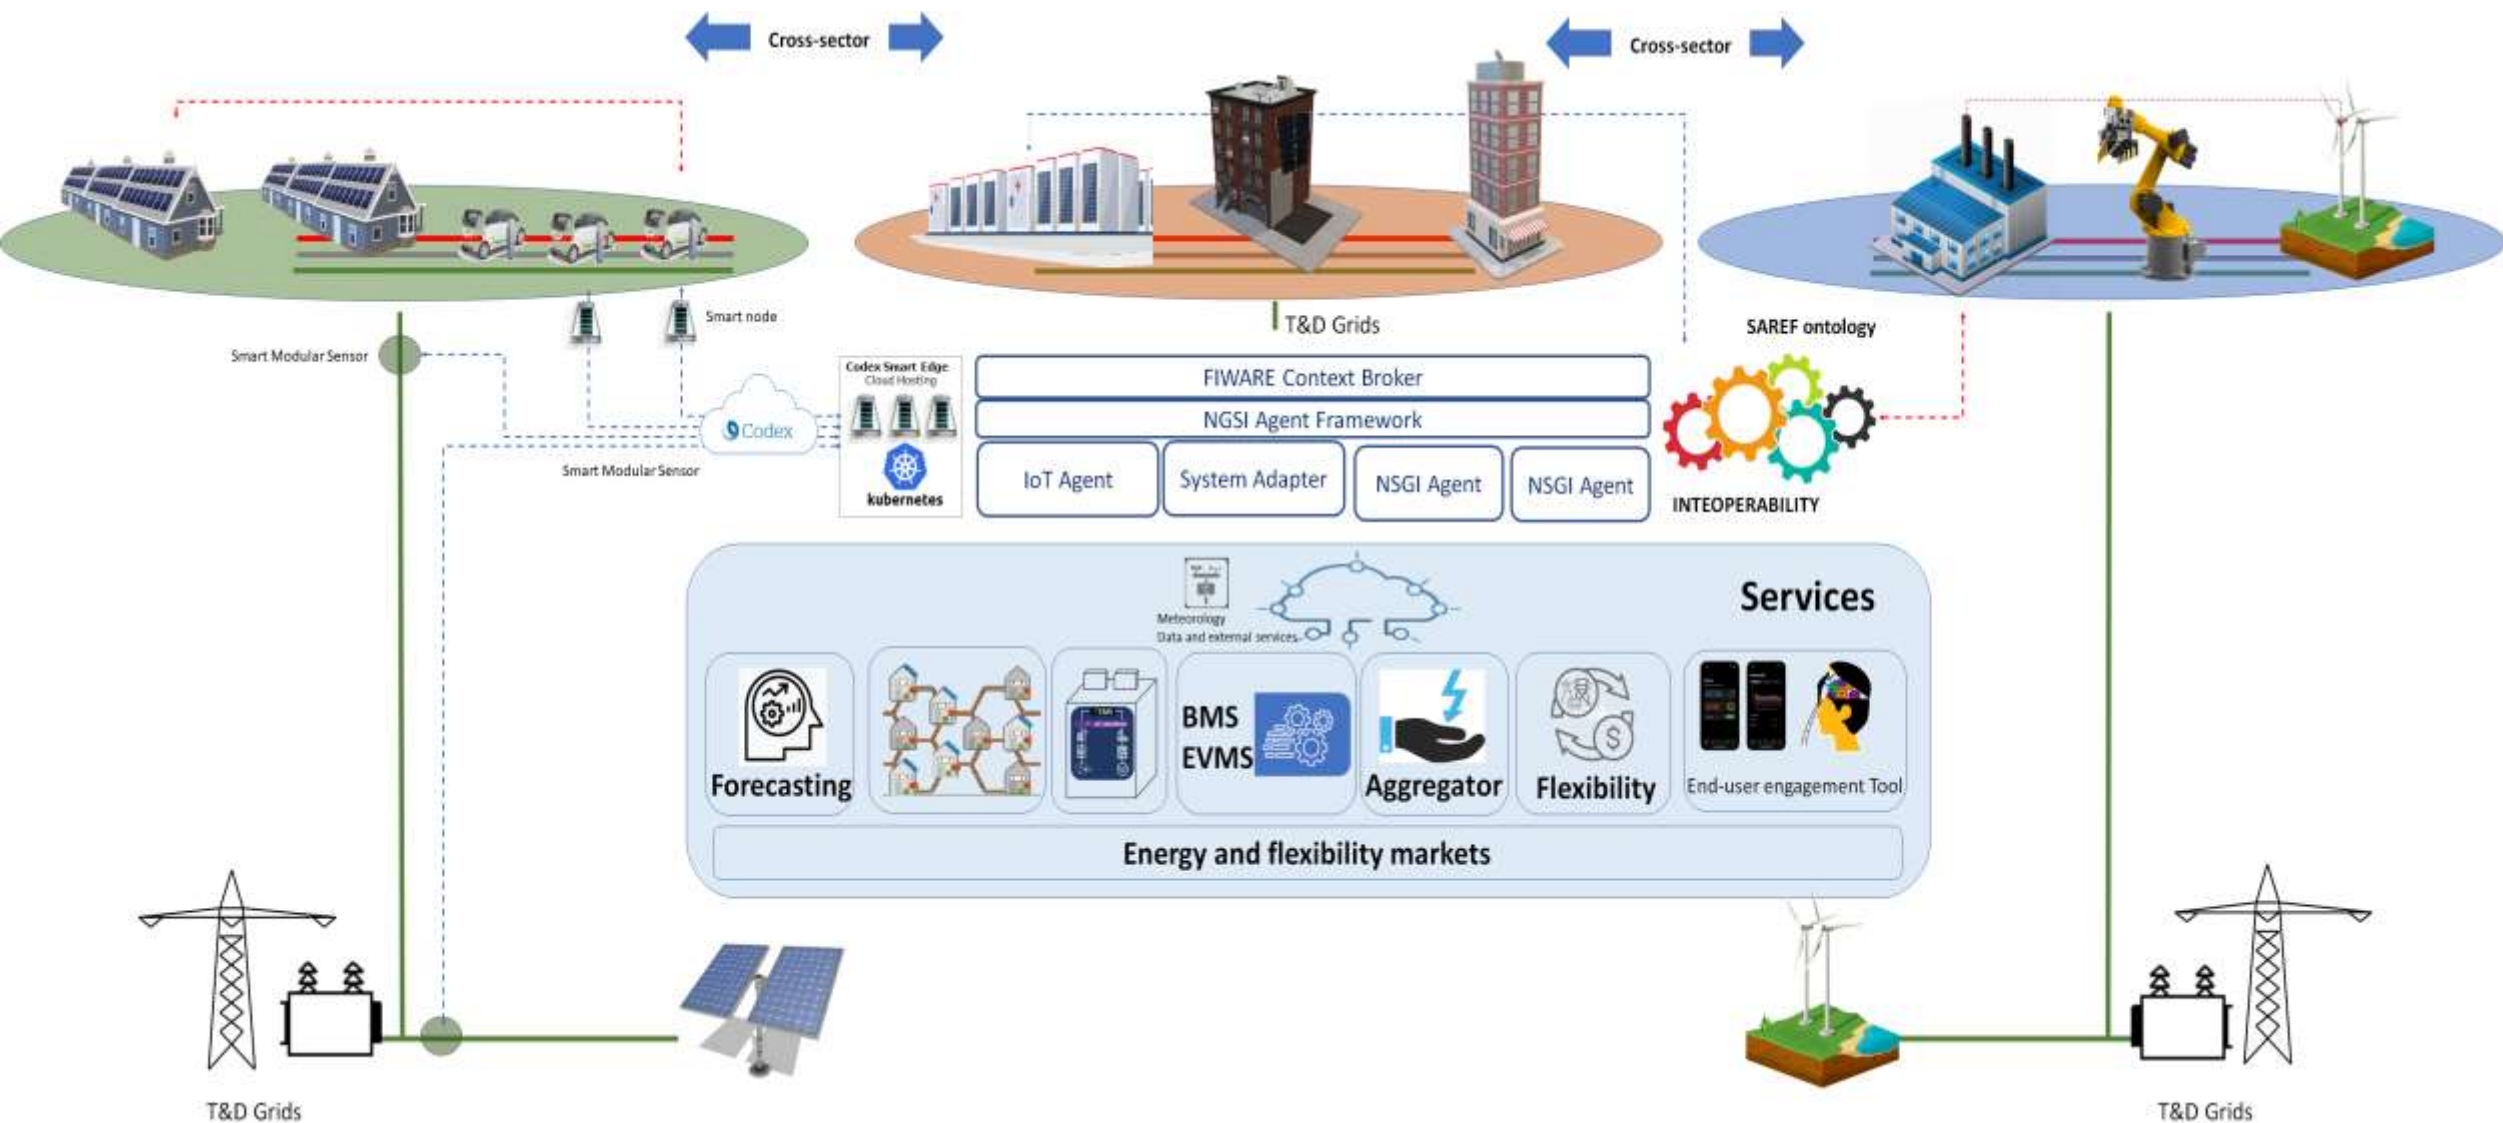 Cross-sector
Cross-sector
Smart node
T&D Grids
SAREF ontology
Smart Modular Sensor
Codex Smart Edge
Cloud Hosting
FIWARE Context Broker
NGSI Agent Framework
Codex
Smart Modular Sensor
kubernetes
IoT Agent
System Adapter
NSGI Agent
NSGI Agent
INTEOPERABILITY
Services
Meteorology
Data and external services
Forecasting
BMS
EVMS
Aggregator
Flexibility
End-user engagement Tool
Energy and flexibility markets
T&D Grids
T&D Grids